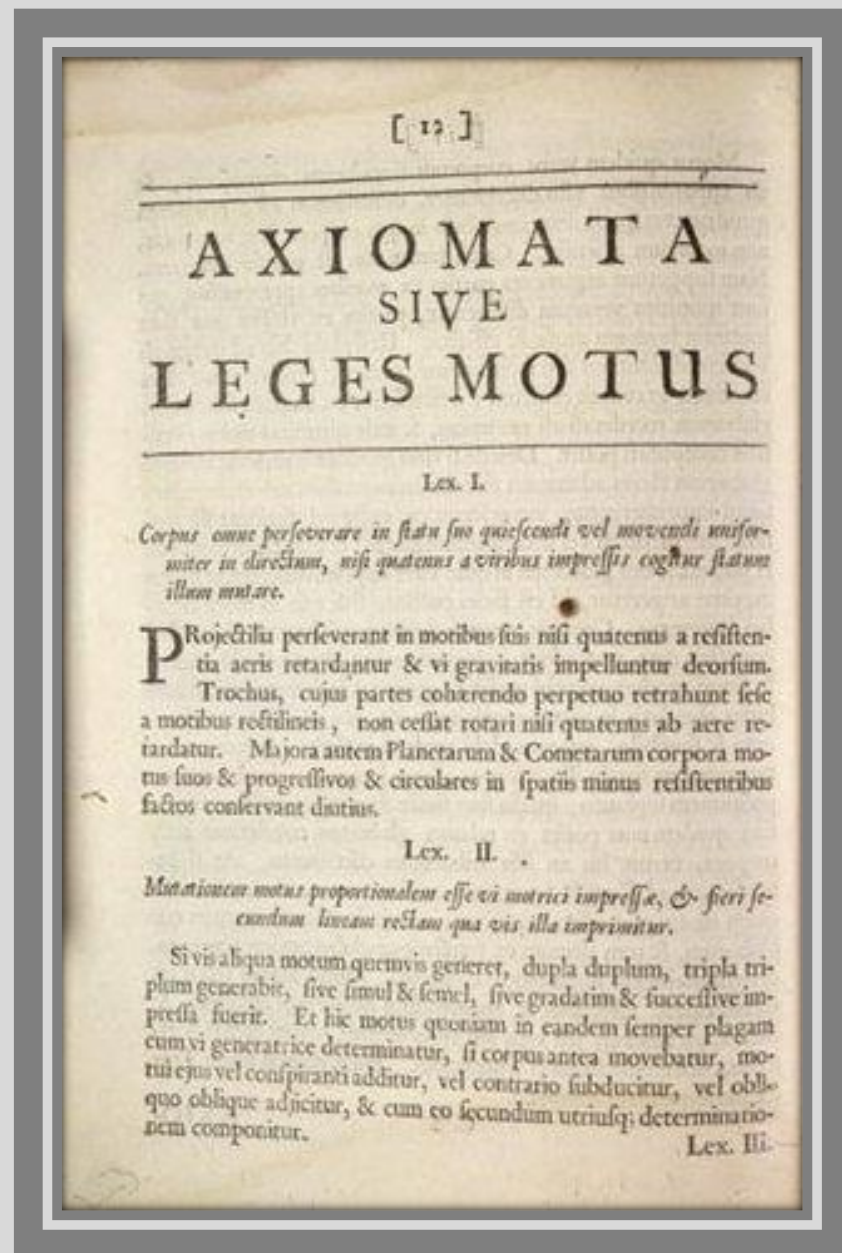 [ 12 ]
AXIOMATA
SIVE
LEGES MOTUS
Lex. I.
Corpus omne perſeverare in ſtatu ſuo quieſcendi vel movendi unifor-
miter in directum, niſi quatenus a viribus impreſſis cogitur ſtatum
illum mutare.
PRojectilia perſeverant in motibus ſuis niſi quatenus a reſiſten-
tia aeris retardantur & vi gravitatis impelluntur deorſum.
Trochus, cujus partes cohærendo perpetuo retrahunt ſeſe
a motibus rectilineis, non ceſſat rotari niſi quatenus ab aere re-
tardatur. Majora autem Planetarum & Cometarum corpora mo-
tus ſuos & progreſſivos & circulares in ſpatiis minus reſiſtentibus
factos conſervant diutius.
Lex. II.
Mutationem motus proportionalem eſſe vi motrici impreſſæ, & fieri ſe-
cundum lineam rectam qua vis illa imprimitur.
Si vis aliqua motum quemvis generet, dupla duplum, tripla tri-
plum generabit, ſive ſimul & ſemel, ſive gradatim & ſucceſſive im-
preſſa fuerit. Et hic motus quoniam in eandem ſemper plagam
cum vi generatrice determinatur, ſi corpus antea movebatur, mo-
tui ejus vel conſpiranti additur, vel contrario ſubducitur, vel obli-
quo oblique adjicitur, & cum eo ſecundum utriuſq; determinatio-
nem componitur.
Lex. III.